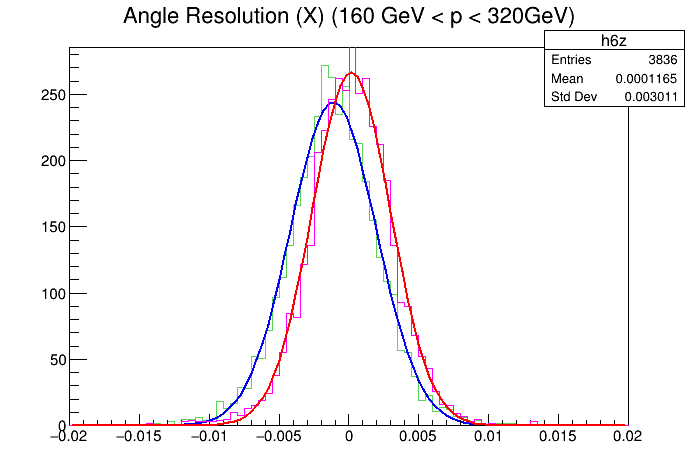 Angle Resolution (X) (160 GeV < p < 320GeV)
h6z
Entries 3836
Mean 0.0001165
Std Dev 0.003011
250
200
150
100
50
0
−0.02 −0.015 −0.01 −0.005 0 0.005 0.01 0.015 0.02